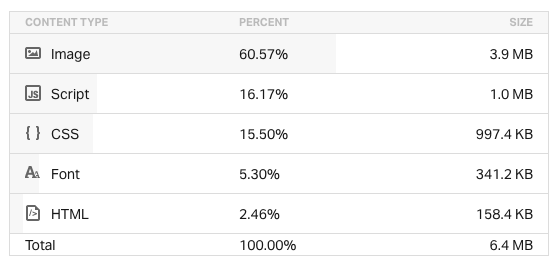 CONTENT TYPE PERCENT SIZE
Image 60.57% 3.9 MB
JS Script 16.17% 1.0 MB
{ } CSS 15.50% 997.4 KB
AA Font 5.30% 341.2 KB
</> HTML 2.46% 158.4 KB
Total 100.00% 6.4 MB